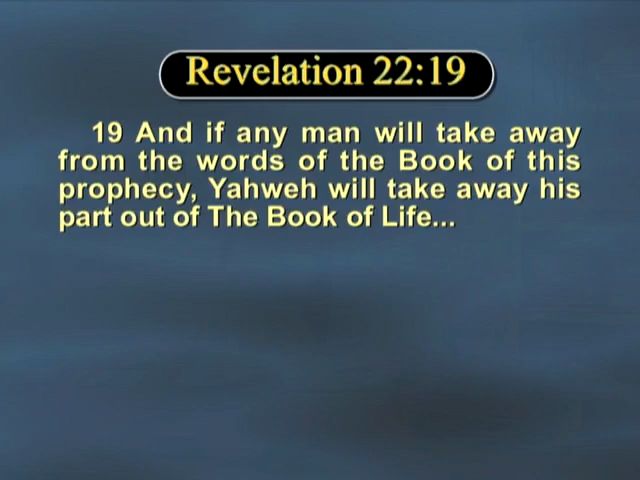 Revelation 22:19
19 And if any man will take away
from the words of the Book of this
prophecy, Yahweh will take away his
part out of The Book of Life...